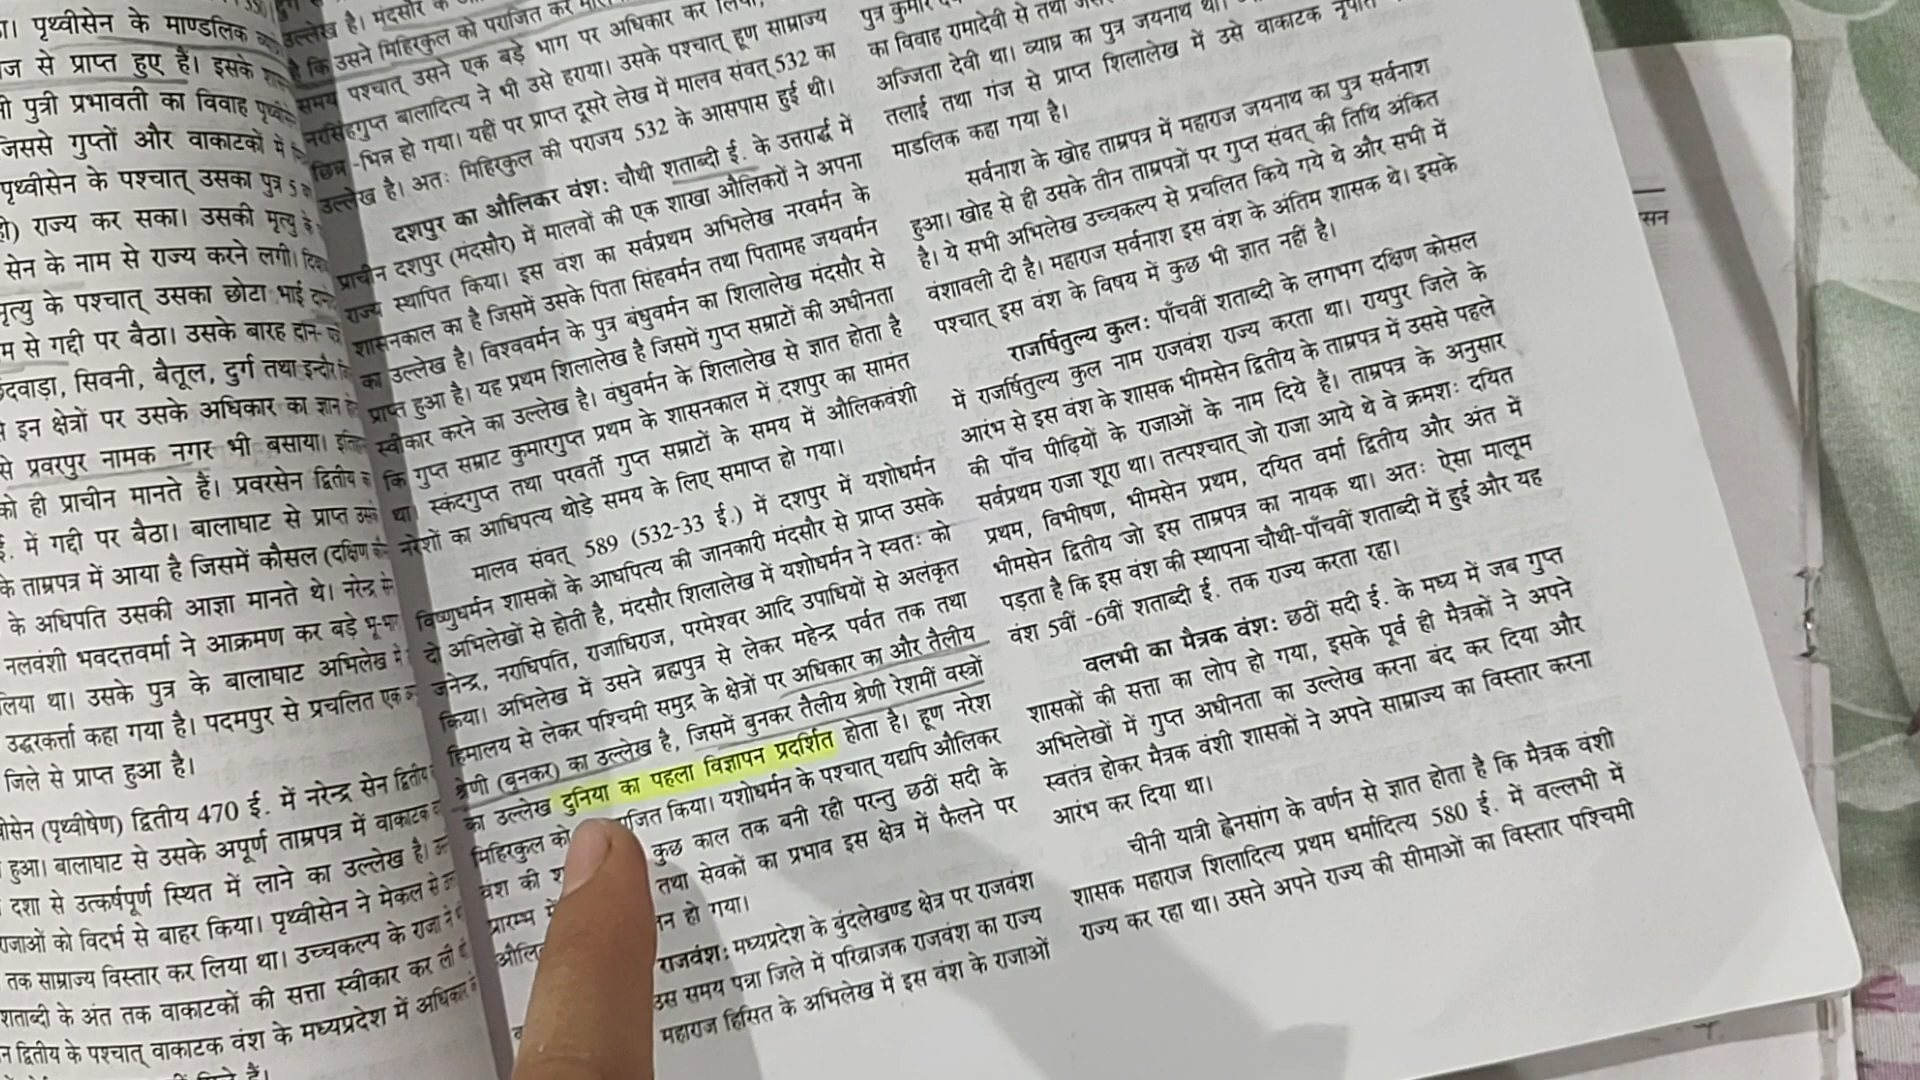 ा। पृथ्वीसेन के माण्डलिक
ज से प्राप्त हुए है। इसके
ी पुत्री प्रभावती का विवाह
जिससे गुप्तों और वाकाटकों में
पृथ्वीसेन के पश्चात् उसका पुत्र
ही) राज्य कर सका। उसकी मृत्यु के
सेन के नाम से राज्य करने लगी।
मृत्यु के पश्चात् उसका छोटा भाई
म से गद्दी पर बैठा। उसके बारह दान-
छंदवाड़ा, सिवनी, बैतूल, दुर्ग तथा इन्दौर
इन क्षेत्रों पर उसके अधिकार का ज्ञान
से प्रवरपुर नामक नगर भी बसाया।
को ही प्राचीन मानते हैं। प्रवरसेन द्वितीय
ई. में गद्दी पर बैठा। बालाघाट से प्राप्त उसके
के ताम्रपत्र में आया है जिसमें कौसल (दक्षिण
के अधिपति उसकी आज्ञा मानते थे। नरेन्द्र
नलवंशी भवदत्तवर्मा ने आक्रमण कर बड़े
लिया था। उसके पुत्र के बालाघाट अभिलेख में
उद्धरकर्त्ता कहा गया है। पदमपुर से प्रचलित एक
जिले से प्राप्त हुआ है।
ीसेन (पृथ्वीषेण) द्वितीय 470 ई. में नरेन्द्र सेन द्वितीय
हुआ। बालाघाट से उसके अपूर्ण ताम्रपत्र में वाकाटक
दशा से उत्कर्षपूर्ण स्थित में लाने का उल्लेख है।
राजाओं को विदर्भ से बाहर किया। पृथ्वीसेन ने मेकल से
तक साम्राज्य विस्तार कर लिया था। उच्चकल्प के राजा ने
शताब्दी के अंत तक वाकाटकों की सत्ता स्वीकार कर ली
न द्वितीय के पश्चात् वाकाटक वंश के मध्यप्रदेश में अधिकार
उल्लेख है। मंदसौर के
है कि उसने मिहिरकुल को पराजित कर
समय पश्चात् उसने एक बड़े भाग पर अधिकार कर लिया,
नरसिंहगुप्त बालादित्य ने भी उसे हराया। उसके पश्चात् हूण साम्राज्य
छिन्न-भिन्न हो गया। यहीं पर प्राप्त दूसरे लेख में मालव संवत् 532 का
उल्लेख है। अतः मिहिरकुल की पराजय 532 के आसपास हुई थी।
दशपुर का औलिकर वंश: चौथी शताब्दी ई. के उत्तरार्द्ध में
प्राचीन दशपुर (मंदसौर) में मालवों की एक शाखा औलिकरों ने अपना
राज्य स्थापित किया। इस वंश का सर्वप्रथम अभिलेख नरवर्मन के
शासनकाल का है जिसमें उसके पिता सिंहवर्मन तथा पितामह जयवर्मन
का उल्लेख है। विश्ववर्मन के पुत्र बंधुवर्मन का शिलालेख मंदसौर से
प्राप्त हुआ है। यह प्रथम शिलालेख है जिसमें गुप्त सम्राटों की अधीनता
स्वीकार करने का उल्लेख है। वंधुवर्मन के शिलालेख से ज्ञात होता है
कि गुप्त सम्राट कुमारगुप्त प्रथम के शासनकाल में दशपुर का सामंत
था। स्कंदगुप्त तथा परवर्ती गुप्त सम्राटों के समय में औलिकवंशी
नरेशों का आधिपत्य थोड़े समय के लिए समाप्त हो गया।
मालव संवत् 589 (532-33 ई.) में दशपुर में यशोधर्मन
विष्णुधर्मन शासकों के आधपित्य की जानकारी मंदसौर से प्राप्त उसके
दो अभिलेखों से होती है, मंदसौर शिलालेख में यशोधर्मन ने स्वतः को
जनेन्द्र, नराधिपति, राजाधिराज, परमेश्वर आदि उपाधियों से अलंकृत
किया। अभिलेख में उसने ब्रह्मपुत्र से लेकर महेन्द्र पर्वत तक तथा
हिमालय से लेकर पश्चिमी समुद्र के क्षेत्रों पर अधिकार का और तैलीय
श्रेणी (बुनकर) का उल्लेख है, जिसमें बुनकर तैलीय श्रेणी रेशमीं वस्त्रों
का उल्लेख दुनिया का पहला विज्ञापन प्रदर्शित होता है। हूण नरेश
मिहिरकुल को जित किया। यशोधर्मन के पश्चात् यद्यपि औलिकर
वंश की कुछ काल तक बनी रही परन्तु छठीं सदी के
प्रारम्भ में तथा सेवकों का प्रभाव इस क्षेत्र में फैलने पर
औलि न हो गया।
राजवंश: मध्यप्रदेश के बुंदलेखण्ड क्षेत्र पर राजवंश
उस समय पन्ना जिले में परिव्राजक राजवंश का राज्य
महाराज हिसित के अभिलेख में इस वंश के राजाओं
पुत्र कुमार
का विवाह रामादेवी से तथा
अज्जिता देवी था। व्याघ्र का पुत्र जयनाथ था।
तलाई तथा गंज से प्राप्त शिलालेख में उसे वाकाटक नृपति
माडलिक कहा गया है।
सर्वनाश के खोह ताम्रपत्र में महाराज जयनाथ का पुत्र सर्वनाश
हुआ। खोह से ही उसके तीन ताम्रपत्रों पर गुप्त संवत् की तिथि अंकित
है। ये सभी अभिलेख उच्चकल्प से प्रचलित किये गये थे और सभी में
वंशावली दी है। महाराज सर्वनाश इस वंश के अंतिम शासक थे। इसके
पश्चात् इस वंश के विषय में कुछ भी ज्ञात नहीं है।
राजर्षितुल्य कुल: पाँचवीं शताब्दी के लगभग दक्षिण कोसल
में राजर्षितुल्य कुल नाम राजवंश राज्य करता था। रायपुर जिले के
आरंभ से इस वंश के शासक भीमसेन द्वितीय के ताम्रपत्र में उससे पहले
की पाँच पीढ़ियों के राजाओं के नाम दिये हैं। ताम्रपत्र के अनुसार
सर्वप्रथम राजा शूरा था। तत्पश्चात् जो राजा आये थे वे क्रमशः दयित
प्रथम, विभीषण, भीमसेन प्रथम, दयित वर्मा द्वितीय और अंत में
भीमसेन द्वितीय जो इस ताम्रपत्र का नायक था। अतः ऐसा मालूम
पड़ता है कि इस वंश की स्थापना चौथी-पाँचवीं शताब्दी में हुई और यह
वंश 5वीं -6वीं शताब्दी ई. तक राज्य करता रहा।
वलभी का मैत्रक वंश: छठीं सदी ई. के मध्य में जब गुप्त
शासकों की सत्ता का लोप हो गया, इसके पूर्व ही मैत्रकों ने अपने
अभिलेखों में गुप्त अधीनता का उल्लेख करना बंद कर दिया और
स्वतंत्र होकर मैत्रक वंशी शासकों ने अपने साम्राज्य का विस्तार करना
आरंभ कर दिया था।
चीनी यात्री ह्वेनसांग के वर्णन से ज्ञात होता है कि मैत्रक वंशी
शासक महाराज शिलादित्य प्रथम धर्मादित्य 580 ई. में वल्लभी में
राज्य कर रहा था। उसने अपने राज्य की सीमाओं का विस्तार पश्चिमी
सन